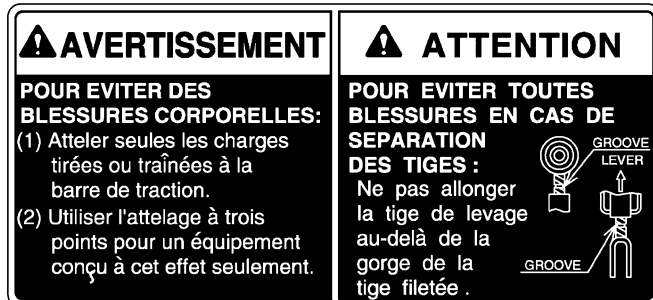 AVERTISSEMENT
POUR EVITER DES
BLESSURES CORPORELLES:
(1) Atteler seules les charges
tirées ou traînées à la
barre de traction.
(2) Utiliser l'attelage à trois
points pour un équipement
conçu à cet effet seulement.
ATTENTION
POUR EVITER TOUTES
BLESSURES EN CAS DE
SEPARATION
DES TIGES :
Ne pas allonger
la tige de levage
au-delà de la
gorge de la
tige filetée .
GROOVE
LEVER
GROOVE